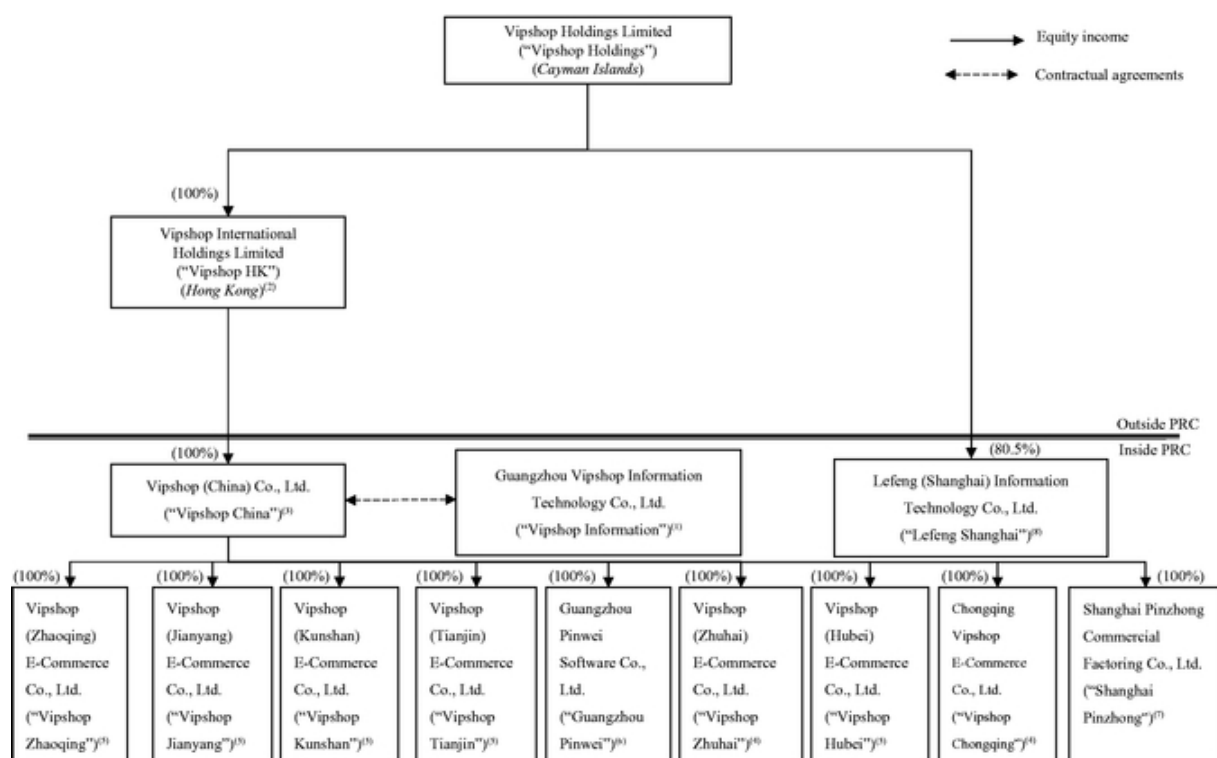 Vipshop Holdings Limited
(“Vipshop Holdings”)
(Cayman Islands)
Equity income
Contractual agreements
(100%)
Vipshop International
Holdings Limited
(“Vipshop HK”)
(Hong Kong)(2)
Outside PRC
Inside PRC
(100%)
(80.5%)
Vipshop (China) Co., Ltd.
(“Vipshop China”)(3)
Guangzhou Vipshop Information
Technology Co., Ltd.
(“Vipshop Information”)(1)
Lefeng (Shanghai) Information
Technology Co., Ltd.
(“Lefeng Shanghai”)(8)
(100%)
Vipshop
(Zhaoqing)
E-Commerce
Co., Ltd.
(“Vipshop
Zhaoqing”)(5)
(100%)
Vipshop
(Jianyang)
E-Commerce
Co., Ltd.
(“Vipshop
Jianyang”)(5)
(100%)
Vipshop
(Kunshan)
E-Commerce
Co., Ltd.
(“Vipshop
Kunshan”)(5)
(100%)
Vipshop
(Tianjin)
E-Commerce
Co., Ltd.
(“Vipshop
Tianjin”)(5)
(100%)
Guangzhou
Pinwei
Software Co.,
Ltd.
(“Guangzhou
Pinwei”)(6)
(100%)
Vipshop
(Zhuhai)
E-Commerce
Co., Ltd.
(“Vipshop
Zhuhai”)(4)
(100%)
Vipshop
(Hubei)
E-Commerce
Co., Ltd.
(“Vipshop
Hubei”)(5)
(100%)
Chongqing
Vipshop
E-Commerce
Co., Ltd.
(“Vipshop
Chongqing”)(4)
(100%)
Shanghai Pinzhong
Commercial
Factoring Co., Ltd.
(“Shanghai
Pinzhong”)(7)